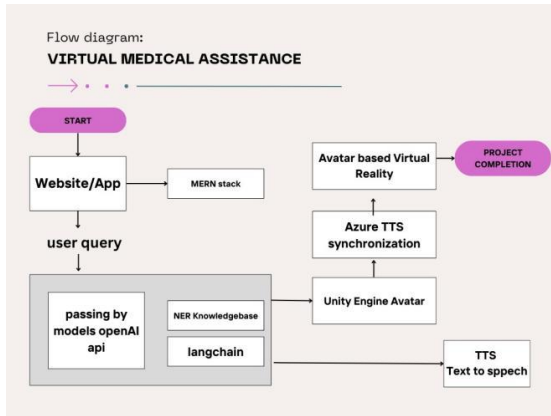 Flow diagram:
VIRTUAL MEDICAL ASSISTANCE
START
Website/App
MERN stack
user query
passing by
models openAI
api
NER Knowledgebase
langchain
Avatar based Virtual
Reality
PROJECT
COMPLETION
Azure TTS
synchronization
Unity Engine Avatar
TTS
Text to sppech